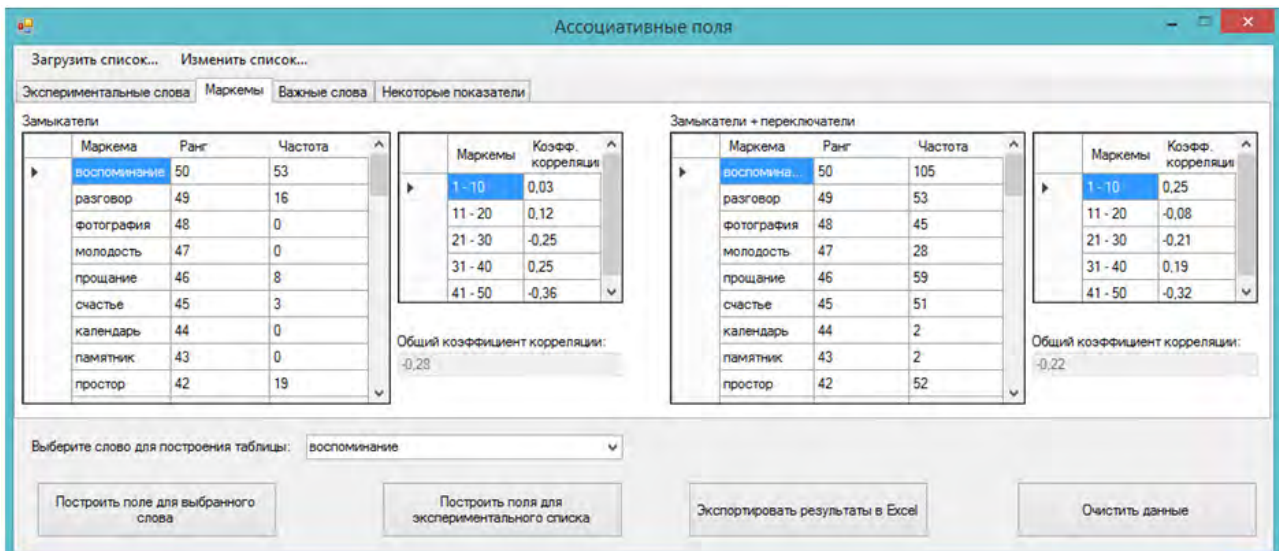 Ассоциативные поля
Загрузить список... Изменить список...
Экспериментальные слова Маркемы Важные слова Некоторые показатели
Замыкатели
Маркема Ранг Частота
воспоминание 50 53
разговор 49 16
фотография 48 0
молодость 47 0
прощание 46 8
счастье 45 3
календарь 44 0
памятник 43 0
простор 42 19
Маркемы Коэфф. корреляции
1 - 10 0,03
11 - 20 0,12
21 - 30 -0,25
31 - 40 0,25
41 - 50 -0,36
Общий коэффициент корреляции:
-0,28
Замыкатели + переключатели
Маркема Ранг Частота
воспомина... 50 105
разговор 49 53
фотография 48 45
молодость 47 28
прощание 46 59
счастье 45 51
календарь 44 2
памятник 43 2
простор 42 52
Маркемы Коэфф. корреляции
1 - 10 0,25
11 - 20 -0,08
21 - 30 -0,21
31 - 40 0,19
41 - 50 -0,32
Общий коэффициент корреляции:
-0,22
Выберите слово для построения таблицы: воспоминание
Построить поле для выбранного
слова
Построить поля для
экспериментального списка
Экспортировать результаты в Excel
Очистить данные